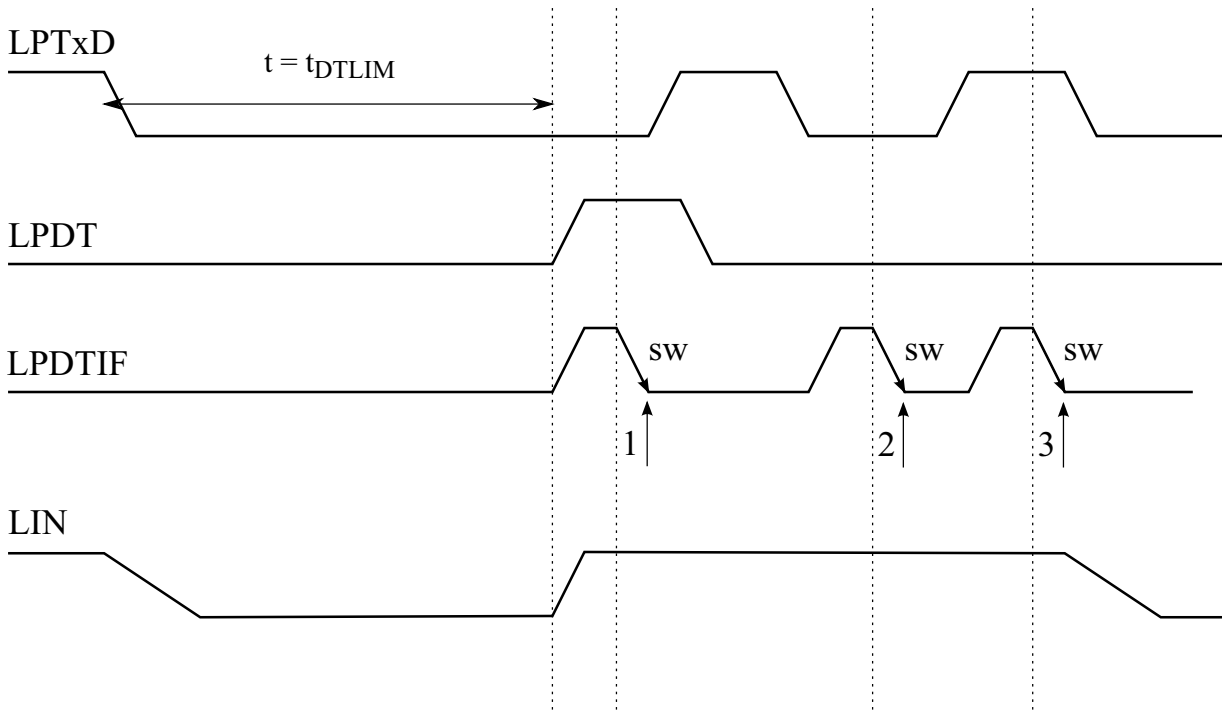 LPTxD
t = tDTLIM
LPDT
LPDTIF
sw
sw
sw
1
2
3
LIN